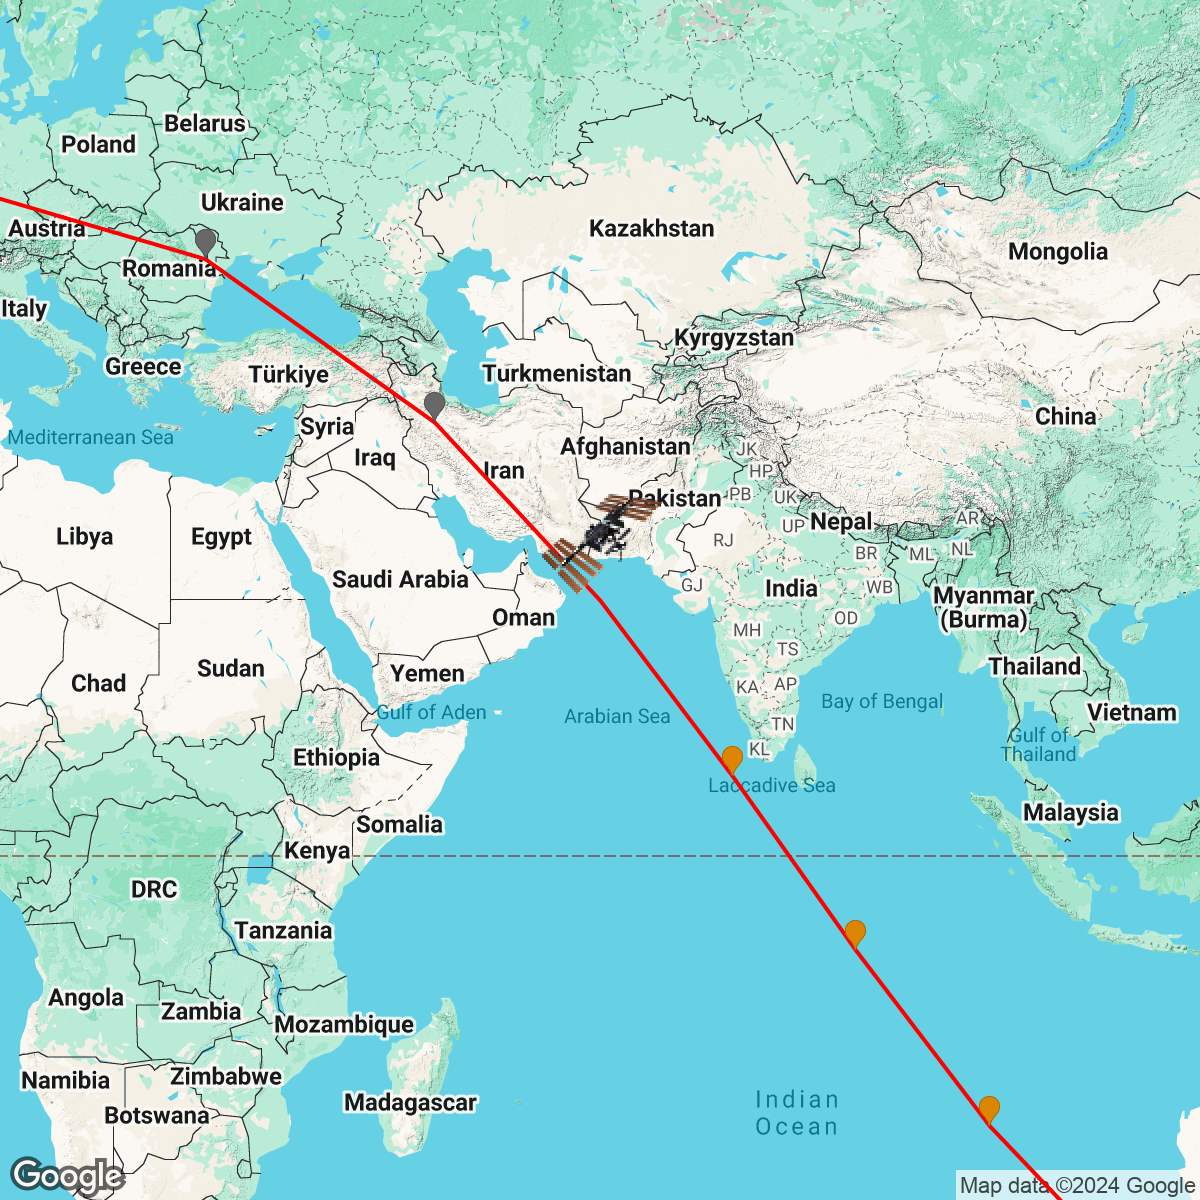 Belarus
Poland
Ukraine
Austria
Kazakhstan
Mongolia
Romania
Italy
Kyrgyzstan
Greece
Türkiye
Turkmenistan
China
Syria
Mediterranean Sea
Afghanistan
JK
Iraq
Iran
HP
Pakistan
PB
UK
Nepal
AR
UP
Libya
Egypt
RJ
BR
ML
NL
Saudi Arabia
GJ
India
WB
Myanmar
(Burma)
Oman
OD
MH
TS
Sudan
Thailand
Yemen
Chad
KA
AP
Bay of Bengal
Gulf of Aden
Arabian Sea
TN
Vietnam
Gulf of
Thailand
KL
Ethiopia
Laccadive Sea
Malaysia
Somalia
Kenya
DRC
Tanzania
Angola
Zambia
Mozambique
Namibia
Zimbabwe
Madagascar
Botswana
Indian
Ocean
Google
Map data ©2024 Google